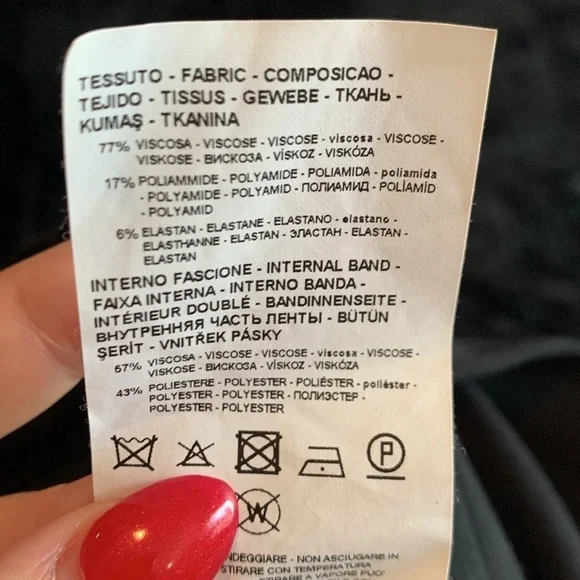 TESSUTO - FABRIC - COMPOSICAO -
TEJIDO - TISSUS - GEWEBE - ТКАНЬ -
KUMAŞ - TKANINA
77% VISCOSA - VISCOSE - VISCOSE - viscosa - VISCOSE -
VISKOSE - ВИСКОЗА - VİSKOZ - VISKÓZA
17% POLIAMMIDE - POLYAMIDE - POLIAMIDA - poliamida
- POLYAMIDE - POLYAMID - ПОЛИАМИД - POLİAMİD
- POLYAMID
6% ELASTAN - ELASTANE - ELASTANO - elastano -
ELASTHANNE - ELASTAN - ЭЛАСТАН - ELASTAN -
ELASTAN
INTERNO FASCIONE - INTERNAL BAND -
FAIXA INTERNA - INTERNO BANDA -
INTÉRIEUR DOUBLÉ - BANDINNENSEITE -
ВНУТРЕННЯЯ ЧАСТЬ ЛЕНТЫ - BÜTÜN
ŞERİT - VNITŘEK PÁSKY
57% VISCOSA - VISCOSE - VISCOSE - viscosa - VISCOSE -
VISKOSE - ВИСКОЗА - VİSKOZ - VISKÓZA
43% POLIESTERE - POLYESTER - POLIÉSTER - poliéster -
POLYESTER - POLYESTER - ПОЛИЭСТЕР -
POLYESTER - POLYESTER
P
W
NDEGGIARE - NON ASCIUGARE IN
STIRARE CON TEMPERATURA
STIRARE A VAPORE PUO'